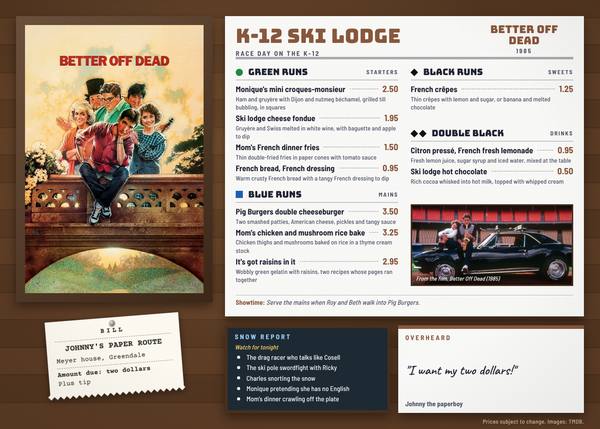 BETTER OFF DEAD
K-12 SKI LODGE
RACE DAY ON THE K-12
BETTER OFF
DEAD
1985
GREEN RUNS STARTERS
Monique's mini croques-monsieur 2.50
Ham and gruyère with Dijon and nutmeg béchamel, grilled till
bubbling, in squares
Ski lodge cheese fondue 1.95
Gruyère and Swiss melted in white wine, with baguette and apple
to dip
Mom's French dinner fries 1.50
Thin double-fried fries in paper cones with tomato sauce
French bread, French dressing 0.95
Warm crusty French bread with a tangy French dressing to dip
BLUE RUNS MAINS
Pig Burgers double cheeseburger 3.50
Two smashed patties, American cheese, pickles and tangy sauce
Mom's chicken and mushroom rice bake 3.25
Chicken thighs and mushrooms baked on rice in a thyme cream
stock
It's got raisins in it 2.95
Wobbly green gelatin with raisins, two recipes whose pages ran
together
BLACK RUNS SWEETS
French crêpes 1.25
Thin crêpes with lemon and sugar, or banana and melted
chocolate
DOUBLE BLACK DRINKS
Citron pressé, French fresh lemonade 0.95
Fresh lemon juice, sugar syrup and iced water, mixed at the table
Ski lodge hot chocolate 0.50
Rich cocoa whisked into hot milk, topped with whipped cream
From the film, Better Off Dead (1985)
Showtime: Serve the mains when Roy and Beth walk into Pig Burgers.
BILL
JOHNNY'S PAPER ROUTE
Meyer house, Greendale
Amount due: two dollars
Plus tip
SNOW REPORT
Watch for tonight
The drag racer who talks like Cosell
The ski pole swordfight with Ricky
Charles snorting the snow
Monique pretending she has no English
Mom's dinner crawling off the plate
OVERHEARD
"I want my two dollars!"
Johnny the paperboy
Prices subject to change. Images: TMDB.